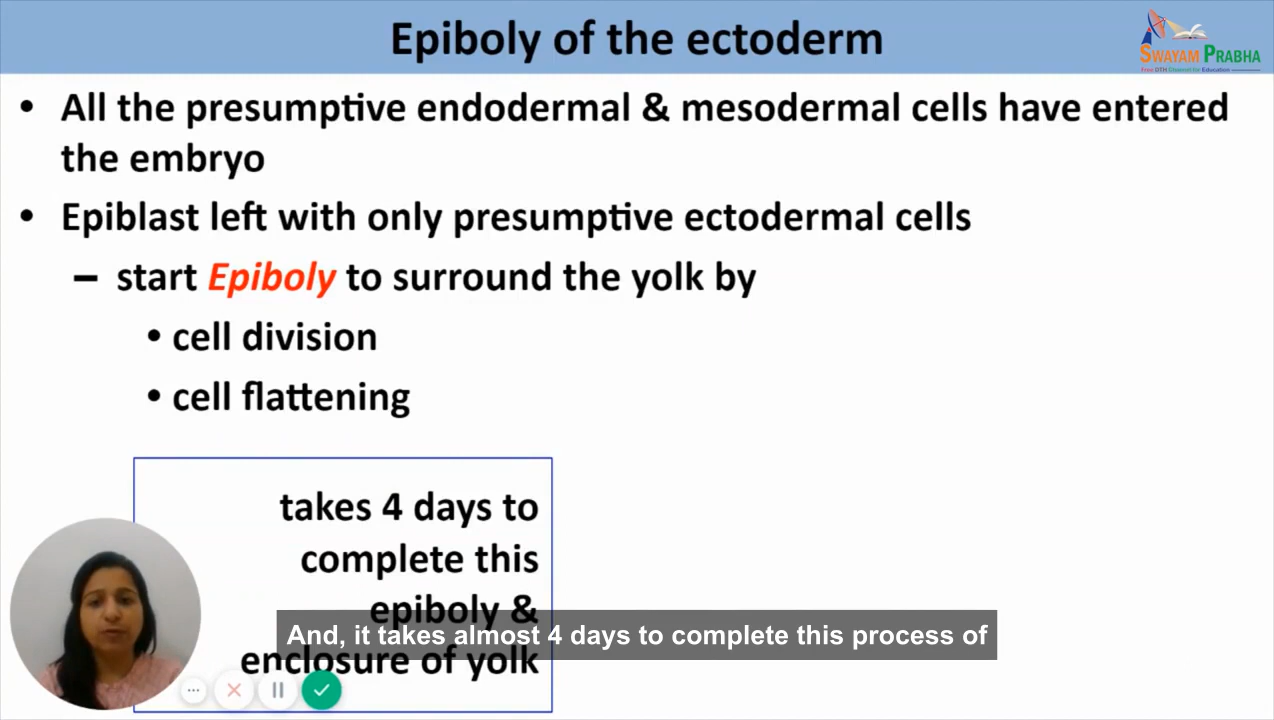 Epiboly of the ectoderm
SWAYAM PRABHA
Free DTH Channel for Education
• All the presumptive endodermal & mesodermal cells have entered
the embryo
• Epiblast left with only presumptive ectodermal cells
– start Epiboly to surround the yolk by
• cell division
• cell flattening
takes 4 days to
complete this
epiboly &
enclosure of yolk
And, it takes almost 4 days to complete this process of